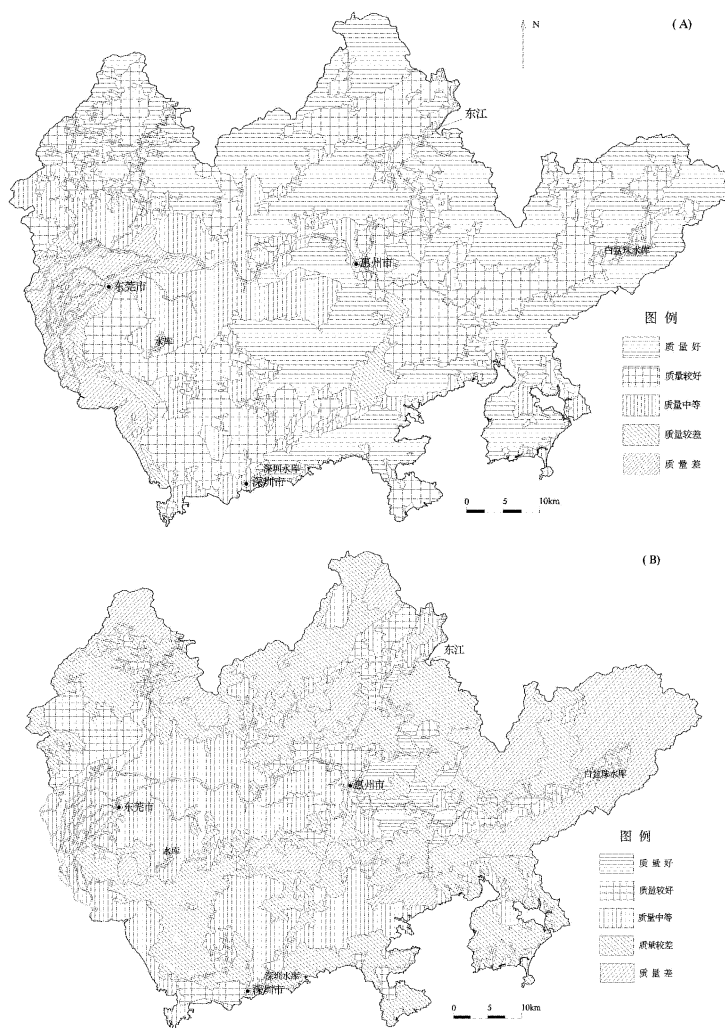 (A)
N
东江
白盆珠水库
惠州市
东莞市
水库
图例
质量好
质量较好
质量中等
质量较差
质量差
深圳水库
深圳市
0 5 10km
(B)
东江
白盆珠水库
惠州市
东莞市
水库
图例
质量好
质量较好
质量中等
质量较差
质量差
深圳水库
深圳市
0 5 10km